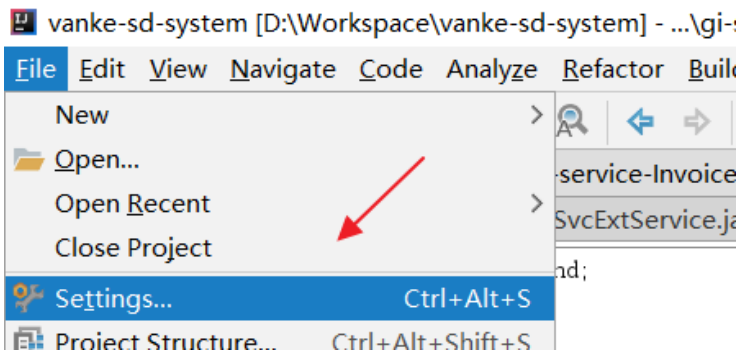 vanke-sd-system [D:\Workspace\vanke-sd-system] - ...\gi-s
File Edit View Navigate Code Analyze Refactor Build
New
Open...
-service-Invoice
Open Recent
SvcExtService.ja
Close Project
nd;
Settings... Ctrl+Alt+S
Project Structure... Ctrl+Alt+Shift+S